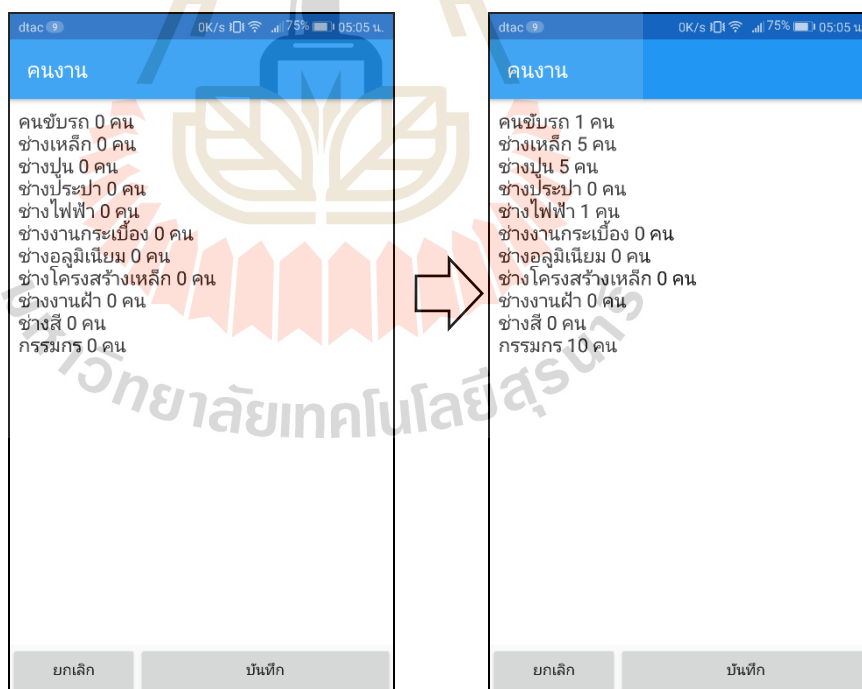 dtac 9 0K/s 75% 05:05 น.
คนงาน
คนขับรถ 0 คน
ช่างเหล็ก 0 คน
ช่างปูน 0 คน
ช่างประปา 0 คน
ช่างไฟฟ้า 0 คน
ช่างงานกระเบื้อง 0 คน
ช่างอลูมิเนียม 0 คน
ช่างโครงสร้างเหล็ก 0 คน
ช่างงานฝ้า 0 คน
ช่างสี 0 คน
กรรมกร 0 คน
ยกเลิก บันทึก
dtac 9 0K/s 75% 05:05 น
คนงาน
คนขับรถ 1 คน
ช่างเหล็ก 5 คน
ช่างปูน 5 คน
ช่างประปา 0 คน
ช่างไฟฟ้า 1 คน
ช่างงานกระเบื้อง 0 คน
ช่างอลูมิเนียม 0 คน
ช่างโครงสร้างเหล็ก 0 คน
ช่างงานฝ้า 0 คน
ช่างสี 0 คน
กรรมกร 10 คน
ยกเลิก บันทึก
มหาวิทยาลัยเทคโนโลยีสุรนาร